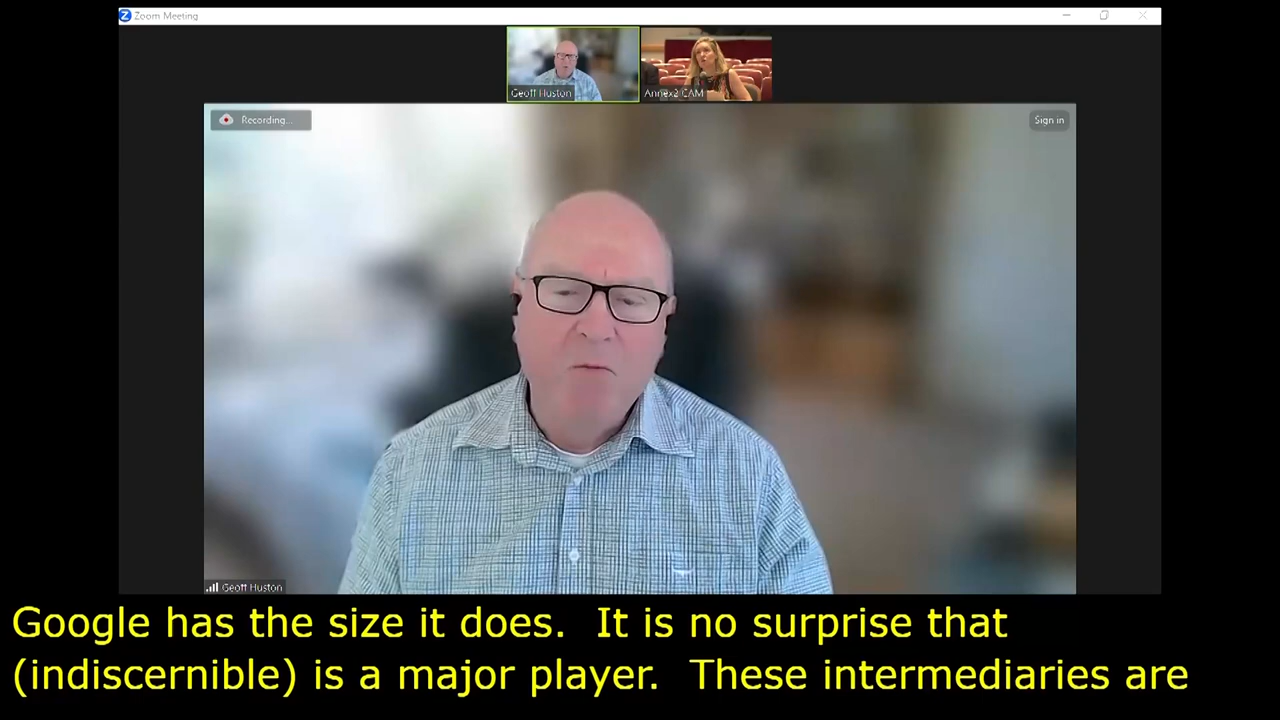 Zoom Meeting
Geoff Huston
Annex2 CAM
Recording...
Sign in
Geoff Huston
Google has the size it does.  It is no surprise that
(indiscernible) is a major player.  These intermediaries are